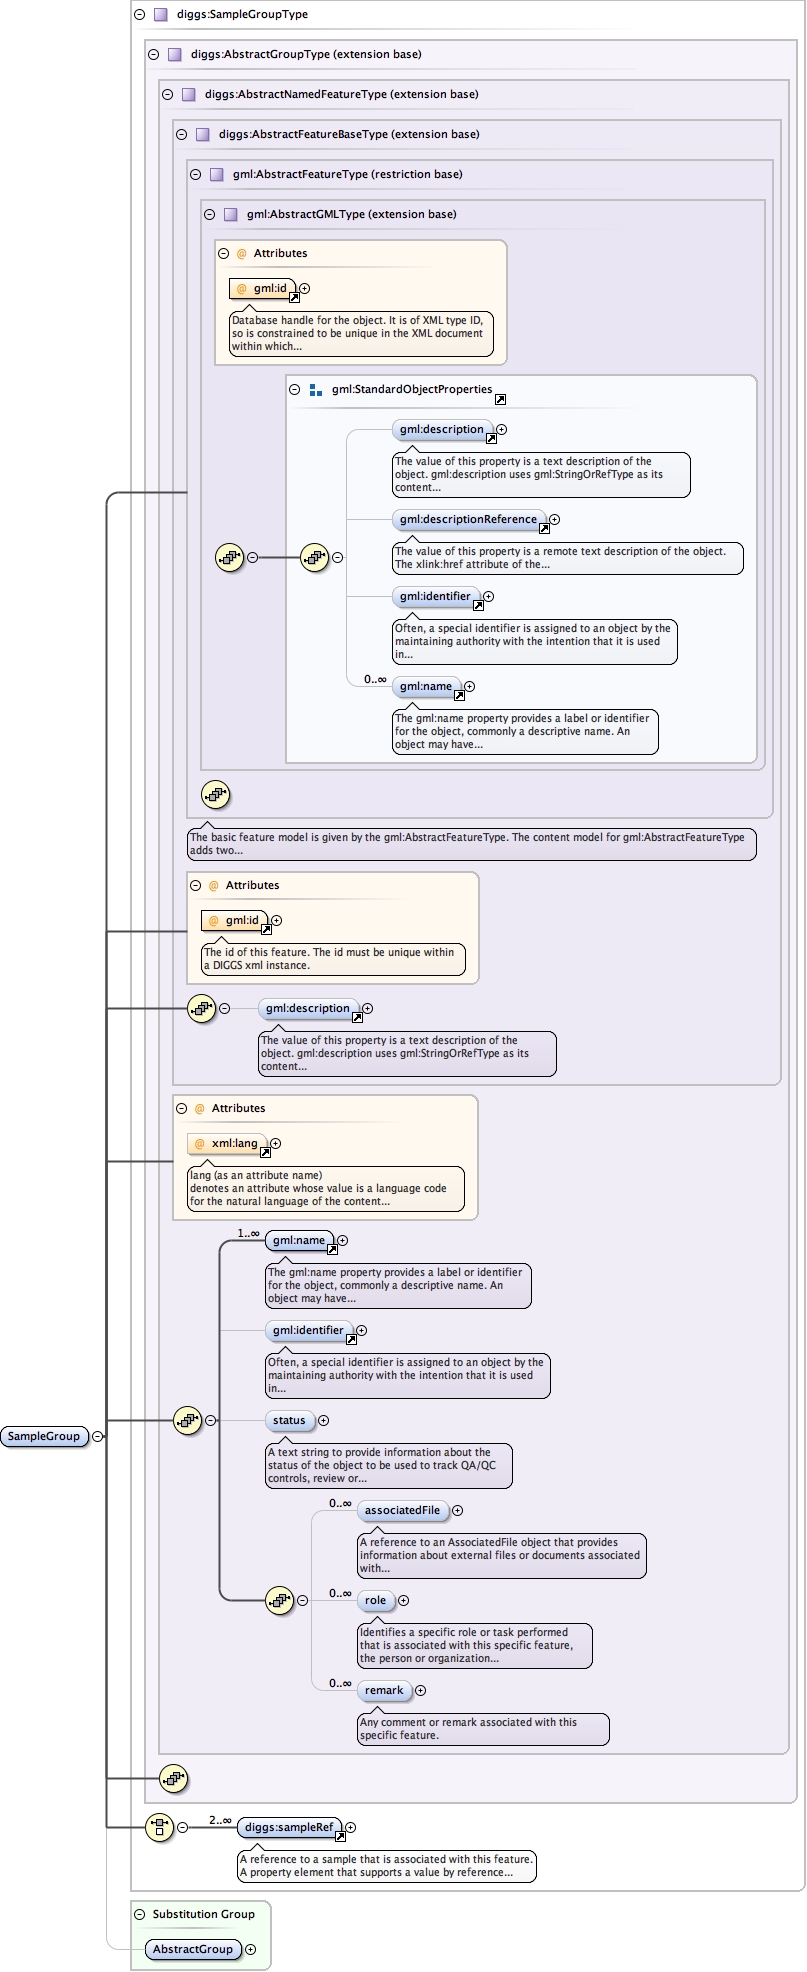 diggs:SampleGroupType
diggs:AbstractGroupType (extension base)
diggs:AbstractNamedFeatureType (extension base)
diggs:AbstractFeatureBaseType (extension base)
gml:AbstractFeatureType (restriction base)
gml:AbstractGMLType (extension base)
@ Attributes
@ gml:id
Database handle for the object. It is of XML type ID,
so is constrained to be unique in the XML document
within which...
gml:StandardObjectProperties
gml:description
The value of this property is a text description of the
object. gml:description uses gml:StringOrRefType as its
content...
gml:descriptionReference
The value of this property is a remote text description of the object.
The xlink:href attribute of the...
gml:identifier
Often, a special identifier is assigned to an object by the
maintaining authority with the intention that it is used
in...
0..∞
gml:name
The gml:name property provides a label or identifier
for the object, commonly a descriptive name. An
object may have...
The basic feature model is given by the gml:AbstractFeatureType. The content model for gml:AbstractFeatureType
adds two...
@ Attributes
@ gml:id
The id of this feature. The id must be unique within
a DIGGS xml instance.
gml:description
The value of this property is a text description of the
object. gml:description uses gml:StringOrRefType as its
content...
@ Attributes
@ xml:lang
lang (as an attribute name)
denotes an attribute whose value is a language code
for the natural language of the content...
1..∞
gml:name
The gml:name property provides a label or identifier
for the object, commonly a descriptive name. An
object may have...
gml:identifier
Often, a special identifier is assigned to an object by the
maintaining authority with the intention that it is used
in...
status
SampleGroup
A text string to provide information about the
status of the object to be used to track QA/QC
controls, review or...
0..∞
associatedFile
A reference to an AssociatedFile object that provides
information about external files or documents associated
with...
0..∞
role
Identifies a specific role or task performed
that is associated with this specific feature,
the person or organization...
0..∞
remark
Any comment or remark associated with this
specific feature.
2..∞
diggs:sampleRef
A reference to a sample that is associated with this feature.
A property element that supports a value by reference...
Substitution Group
AbstractGroup